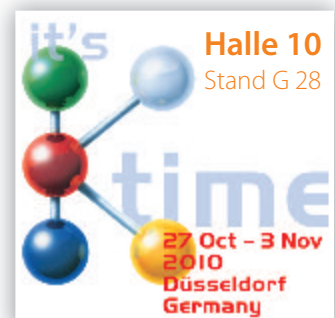 it's
Halle 10
Stand G 28
time
27 Oct – 3 Nov
2010
Düsseldorf
Germany